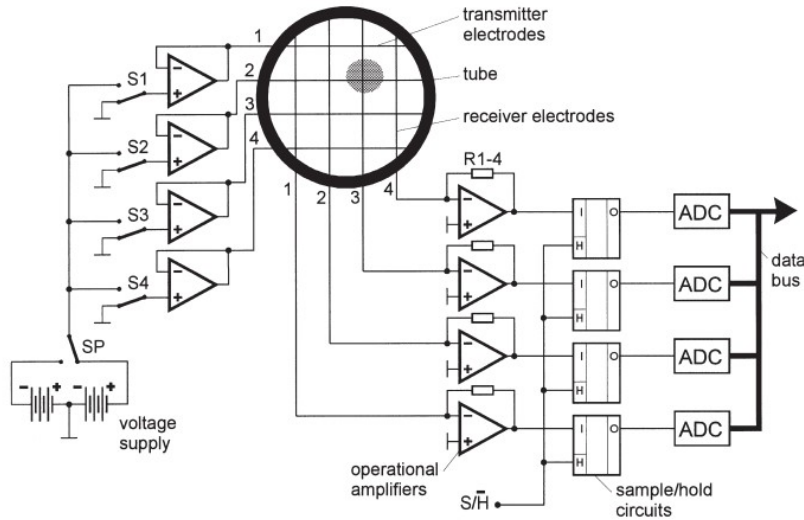 transmitter
electrodes
tube
receiver electrodes
1
2
3
4
S1
S2
S3
S4
- +
- +
- +
- +
1 2 3 4
R1-4
- +
- +
- +
- +
I O
H
I O
H
I O
H
I O
H
ADC
ADC
ADC
ADC
data
bus
SP
- + - +
voltage
supply
operational
amplifiers
S/H̅
sample/hold
circuits